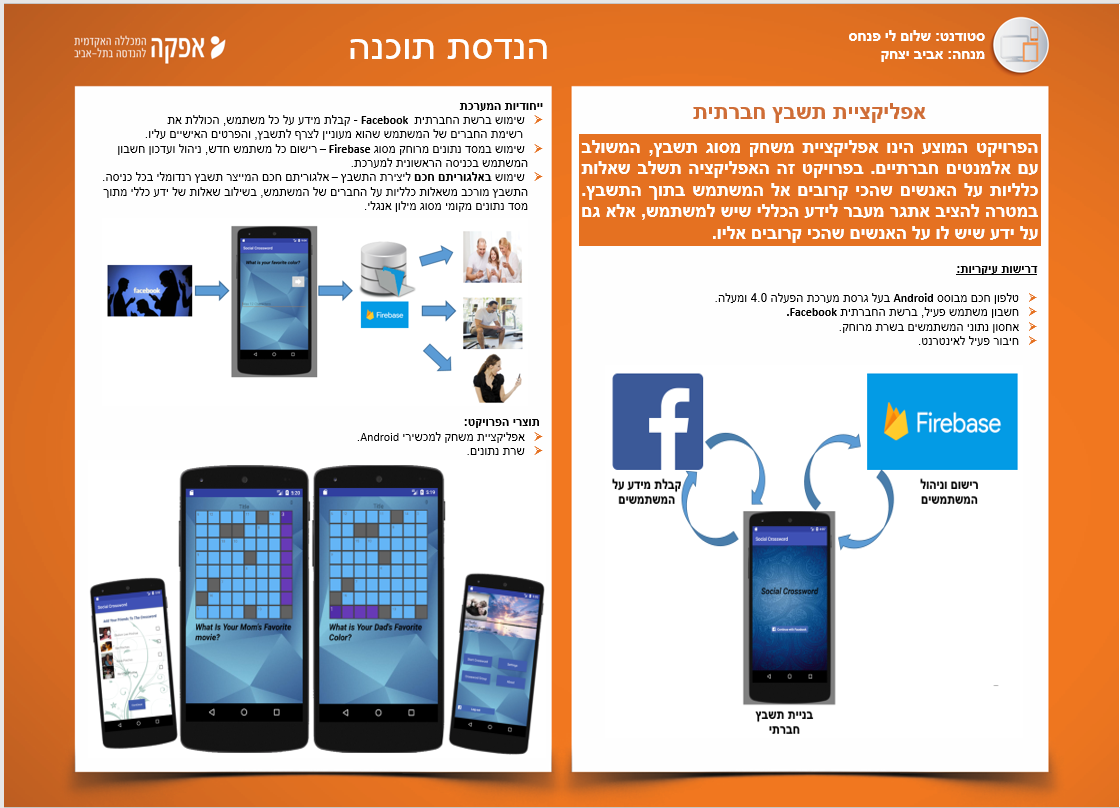 סטודנט: שלום לי פנחס
מנחה: אביב יצחק
הנדסת תוכנה
אפקה
המכללה האקדמית
להנדסה בתל-אביב
אפליקציית תשבץ חברתית
הפרויקט המוצע הינו אפליקציית משחק מסוג תשבץ, המשולב
עם אלמנטים חברתיים. בפרויקט זה האפליקציה תשלב שאלות
כלליות על האנשים שהכי קרובים אל המשתמש בתוך התשבץ.
במטרה להציב אתגר מעבר לידע הכללי שיש למשתמש, אלא גם
על ידע שיש לו על האנשים שהכי קרובים אליו.
דרישות עיקריות:
טלפון חכם מבוסס Android בעל גרסת מערכת הפעלה 4.0 ומעלה.
חשבון משתמש פעיל, ברשת החברתית Facebook.
אחסון נתוני המשתמשים בשרת מרוחק.
חיבור פעיל לאינטרנט.
Firebase
רישום וניהול
המשתמשים
קבלת מידע על
המשתמשים
Social Crossword
Social Crossword
Continue with Facebook
בניית תשבץ
חברתי
ייחודיות המערכת
שימוש ברשת החברתית Facebook - קבלת מידע על כל משתמש, הכוללת את
רשימת החברים של המשתמש שהוא מעוניין לצרף לתשבץ, והפרטים האישיים עליו.
שימוש במסד נתונים מרוחק מסוג Firebase – רישום כל משתמש חדש, ניהול ועדכון חשבון
המשתמש בכניסה הראשונית למערכת.
שימוש באלגוריתם חכם ליצירת התשבץ – אלגוריתם חכם המייצר תשבץ רנדומלי בכל כניסה.
התשבץ מורכב משאלות כלליות על החברים של המשתמש, בשילוב שאלות של ידע כללי מתוך
מסד נתונים מקומי מסוג מילון אנגלי.
facebook
Social Crossword
What is your favorite color?
Firebase
תוצרי הפרויקט:
אפליקציית משחק למכשירי Android.
שרת נתונים.
Social Crossword
Add Your Friends To The Crossword
5:20
Title
What Is Your Mom's Favorite
movie?
5:19
Title
What is Your Dad's Favorite
Color?